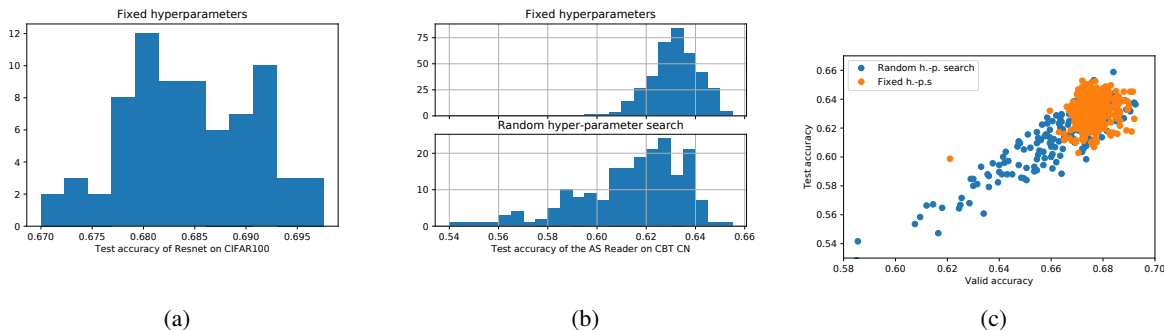 Fixed hyperparameters
12
10
8
6
4
2
0
0.670 0.675 0.680 0.685 0.690 0.695
Test accuracy of Resnet on CIFAR100
(a)
Fixed hyperparameters
75
50
25
0
Random hyper-parameter search
20
10
0
0.54 0.56 0.58 0.60 0.62 0.64 0.66
Test accuracy of the AS Reader on CBT CN
(b)
Random h.-p. search
Fixed h.-p.s
Test accuracy
0.66
0.64
0.62
0.60
0.58
0.56
0.54
0.58 0.60 0.62 0.64 0.66 0.68 0.70
Valid accuracy
(c)